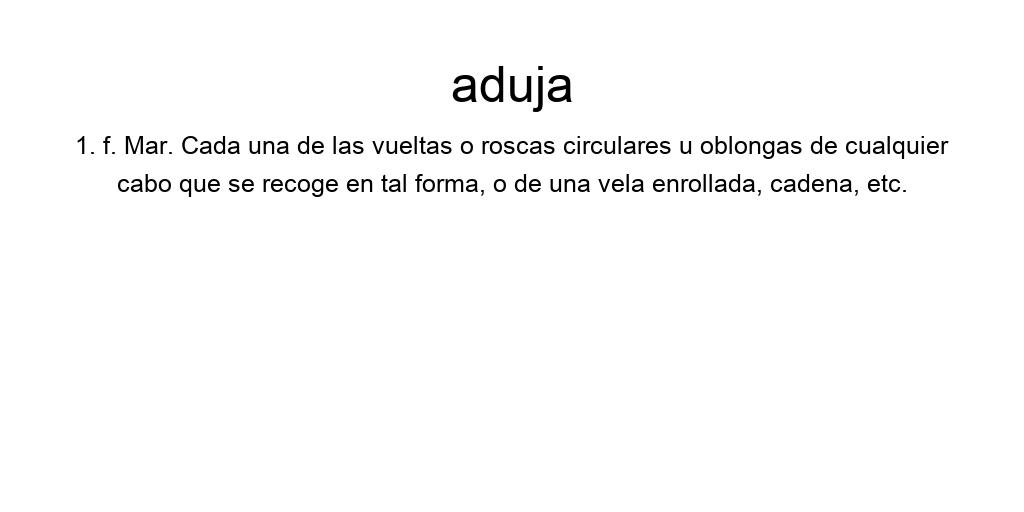 aduja
1. f. Mar. Cada una de las vueltas o roscas circulares u oblongas de cualquier
cabo que se recoge en tal forma, o de una vela enrollada, cadena, etc.